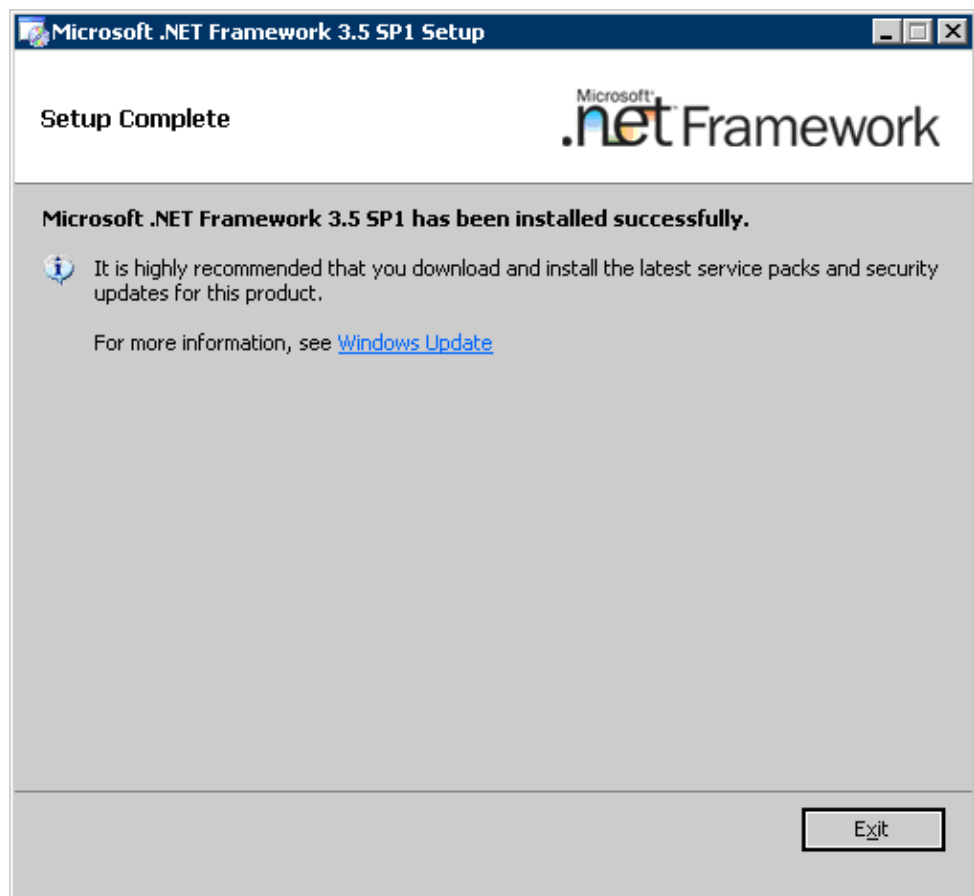 Microsoft .NET Framework 3.5 SP1 Setup
Setup Complete
Microsoft
.net Framework
Microsoft .NET Framework 3.5 SP1 has been installed successfully.
It is highly recommended that you download and install the latest service packs and security
updates for this product.
For more information, see Windows Update
Exit